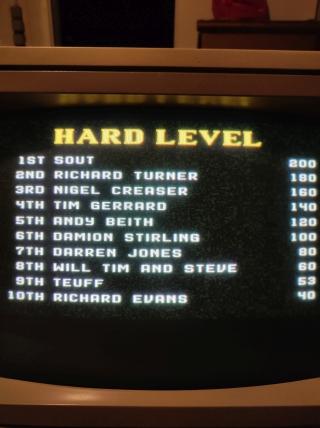 HARD LEVEL
1ST SOUT 200
2ND RICHARD TURNER 180
3RD NIGEL CREASER 160
4TH TIM GERRARD 140
5TH ANDY BEITH 120
6TH DAMION STIRLING 100
7TH DARREN JONES 80
8TH WILL TIM AND STEVE 60
9TH TEUFF 53
10TH RICHARD EVANS 40